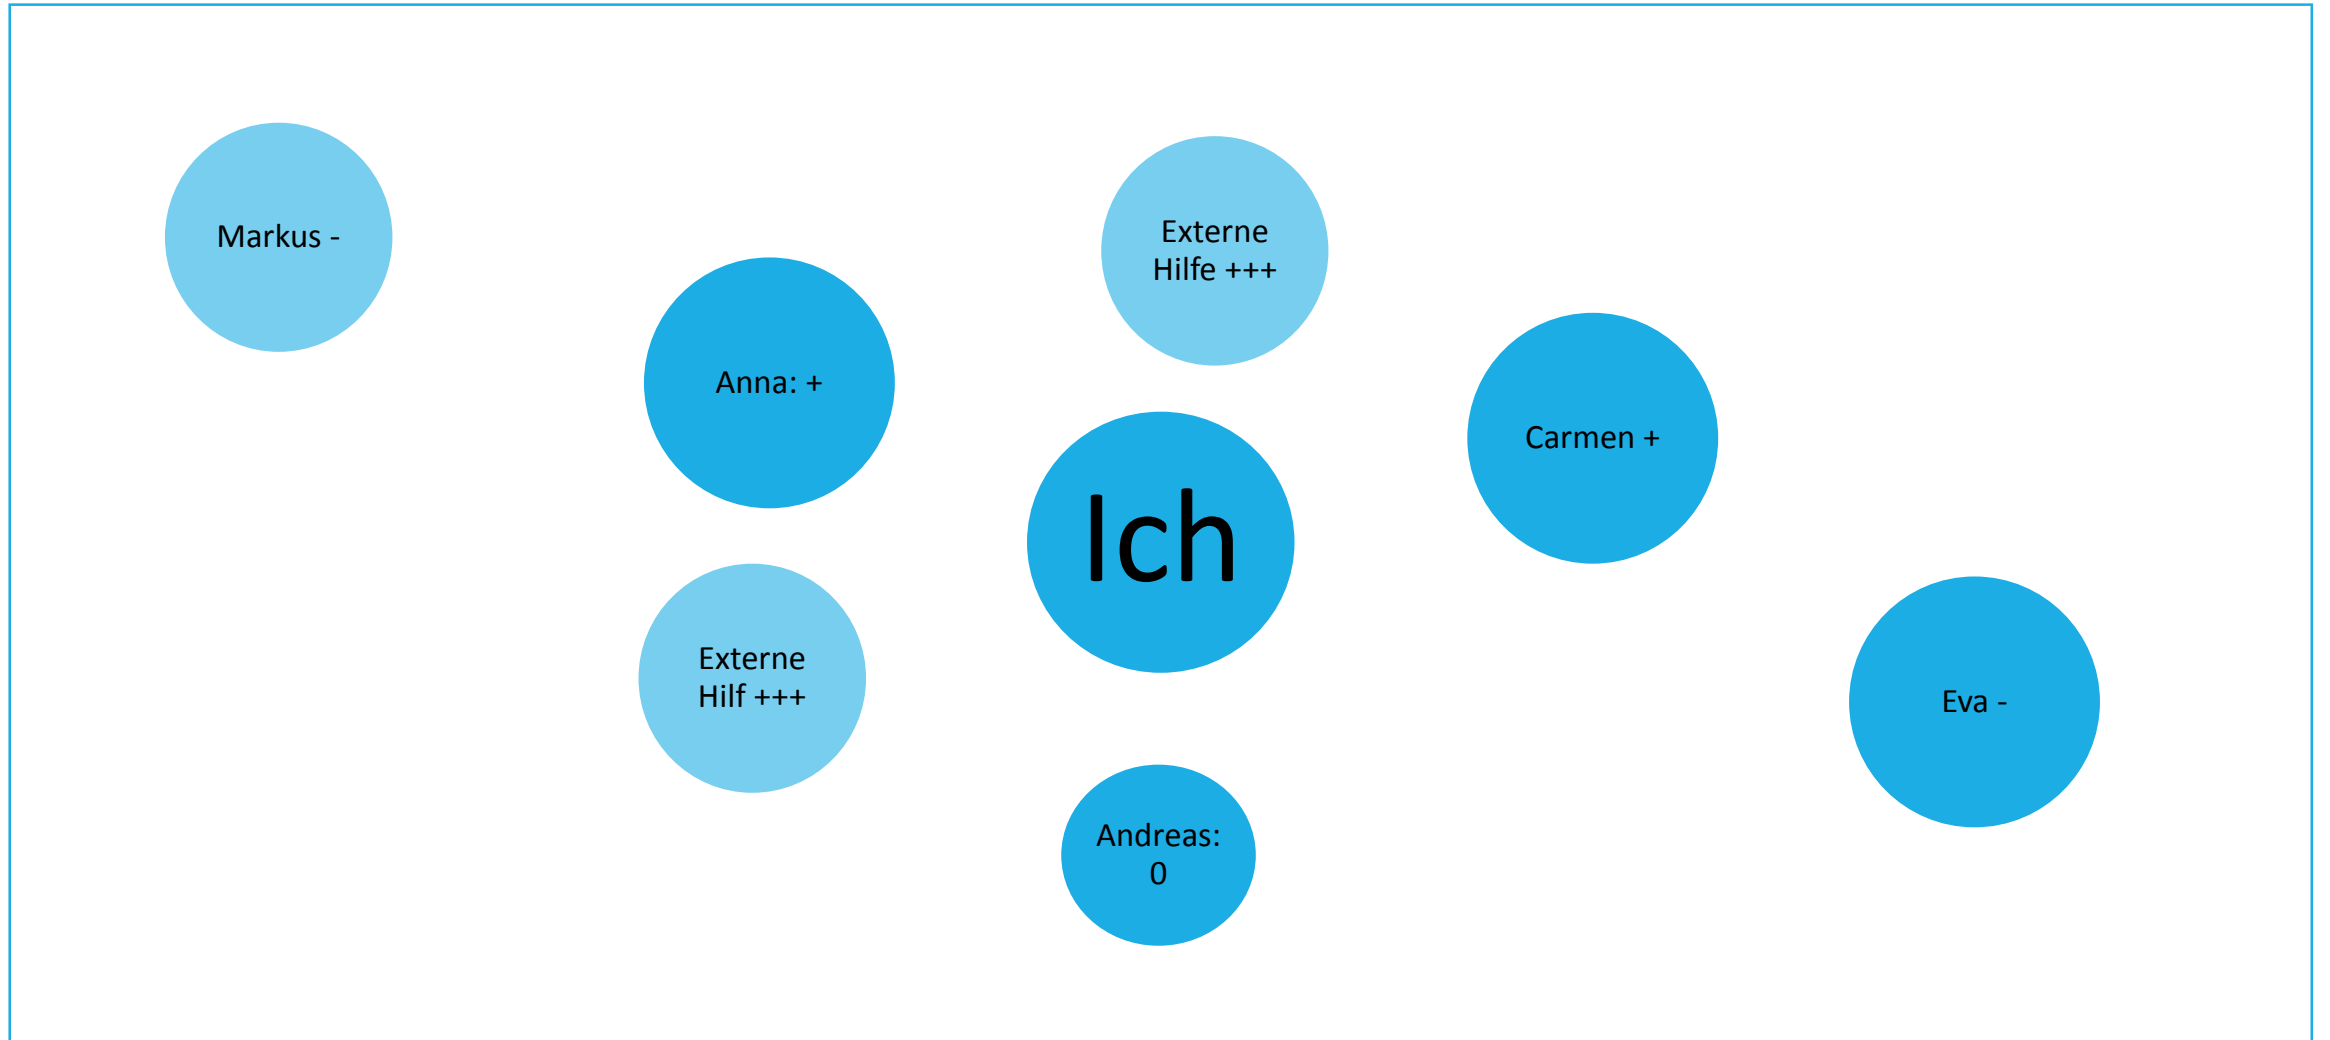 Markus -
Externe
Hilfe +++
Anna: +
Carmen +
Ich
Externe
Hilf +++
Eva -
Andreas:
0